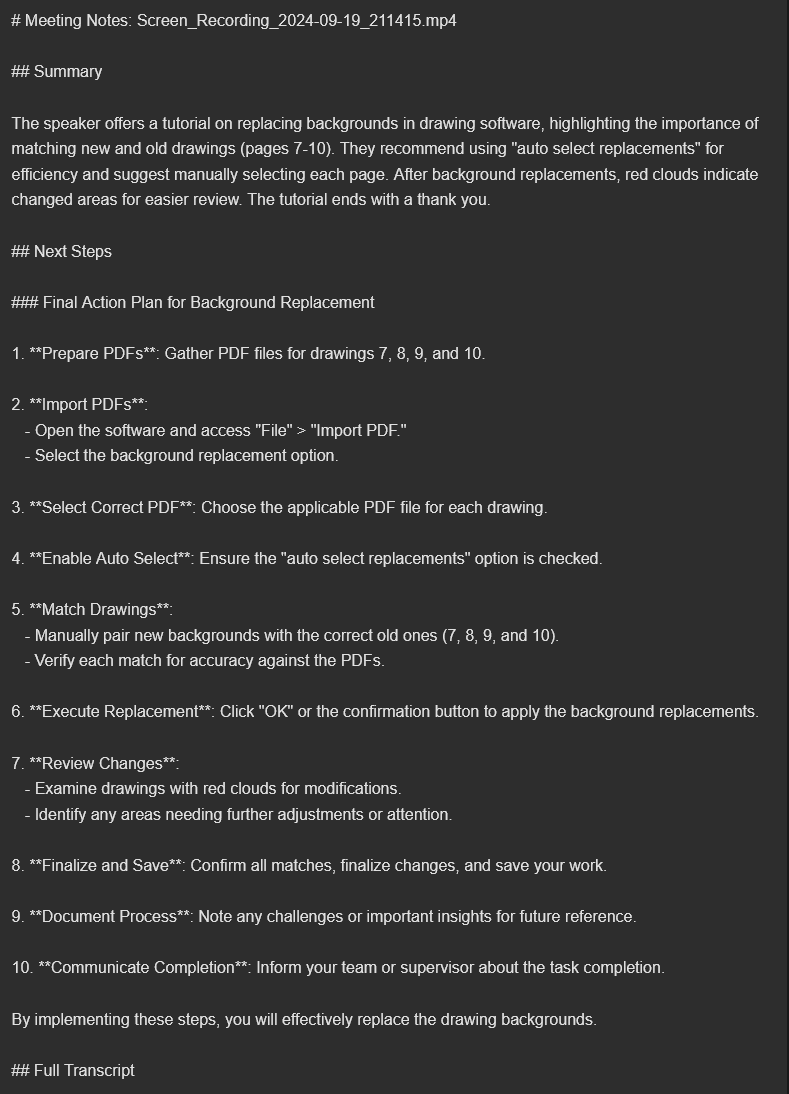 # Meeting Notes: Screen_Recording_2024-09-19_211415.mp4
## Summary
The speaker offers a tutorial on replacing backgrounds in drawing software, highlighting the importance of
matching new and old drawings (pages 7-10). They recommend using "auto select replacements" for
efficiency and suggest manually selecting each page. After background replacements, red clouds indicate
changed areas for easier review. The tutorial ends with a thank you.
## Next Steps
### Final Action Plan for Background Replacement
1. **Prepare PDFs**: Gather PDF files for drawings 7, 8, 9, and 10.
2. **Import PDFs**:
- Open the software and access "File" > "Import PDF."
- Select the background replacement option.
3. **Select Correct PDF**: Choose the applicable PDF file for each drawing.
4. **Enable Auto Select**: Ensure the "auto select replacements" option is checked.
5. **Match Drawings**:
- Manually pair new backgrounds with the correct old ones (7, 8, 9, and 10).
- Verify each match for accuracy against the PDFs.
6. **Execute Replacement**: Click "OK" or the confirmation button to apply the background replacements.
7. **Review Changes**:
- Examine drawings with red clouds for modifications.
- Identify any areas needing further adjustments or attention.
8. **Finalize and Save**: Confirm all matches, finalize changes, and save your work.
9. **Document Process**: Note any challenges or important insights for future reference.
10. **Communicate Completion**: Inform your team or supervisor about the task completion.
By implementing these steps, you will effectively replace the drawing backgrounds.
## Full Transcript